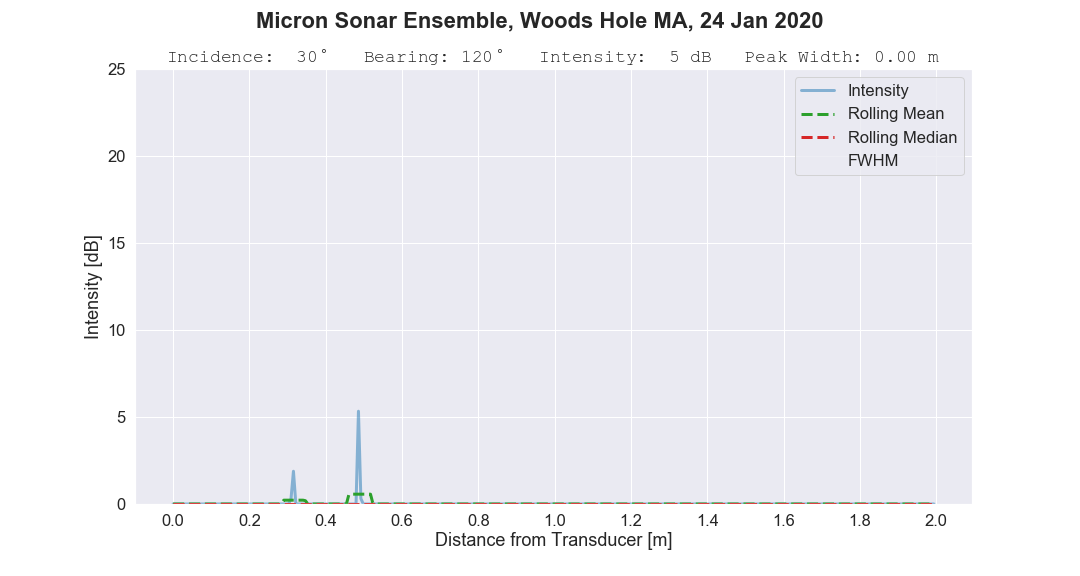 Micron Sonar Ensemble, Woods Hole MA, 24 Jan 2020
Incidence:  30°   Bearing: 120°   Intensity:  5 dB   Peak Width: 0.00 m
Intensity
Rolling Mean
Rolling Median
FWHM
Intensity [dB]
25
20
15
10
5
0
0.0 0.2 0.4 0.6 0.8 1.0 1.2 1.4 1.6 1.8 2.0
Distance from Transducer [m]